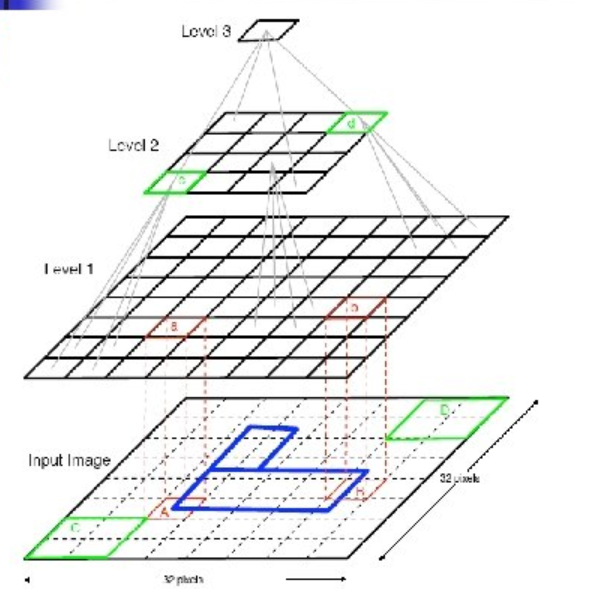 Level 3
d
Level 2
c
Level 1
b
a
D
Input Image
32 pixels
B
A
C
32 pixels